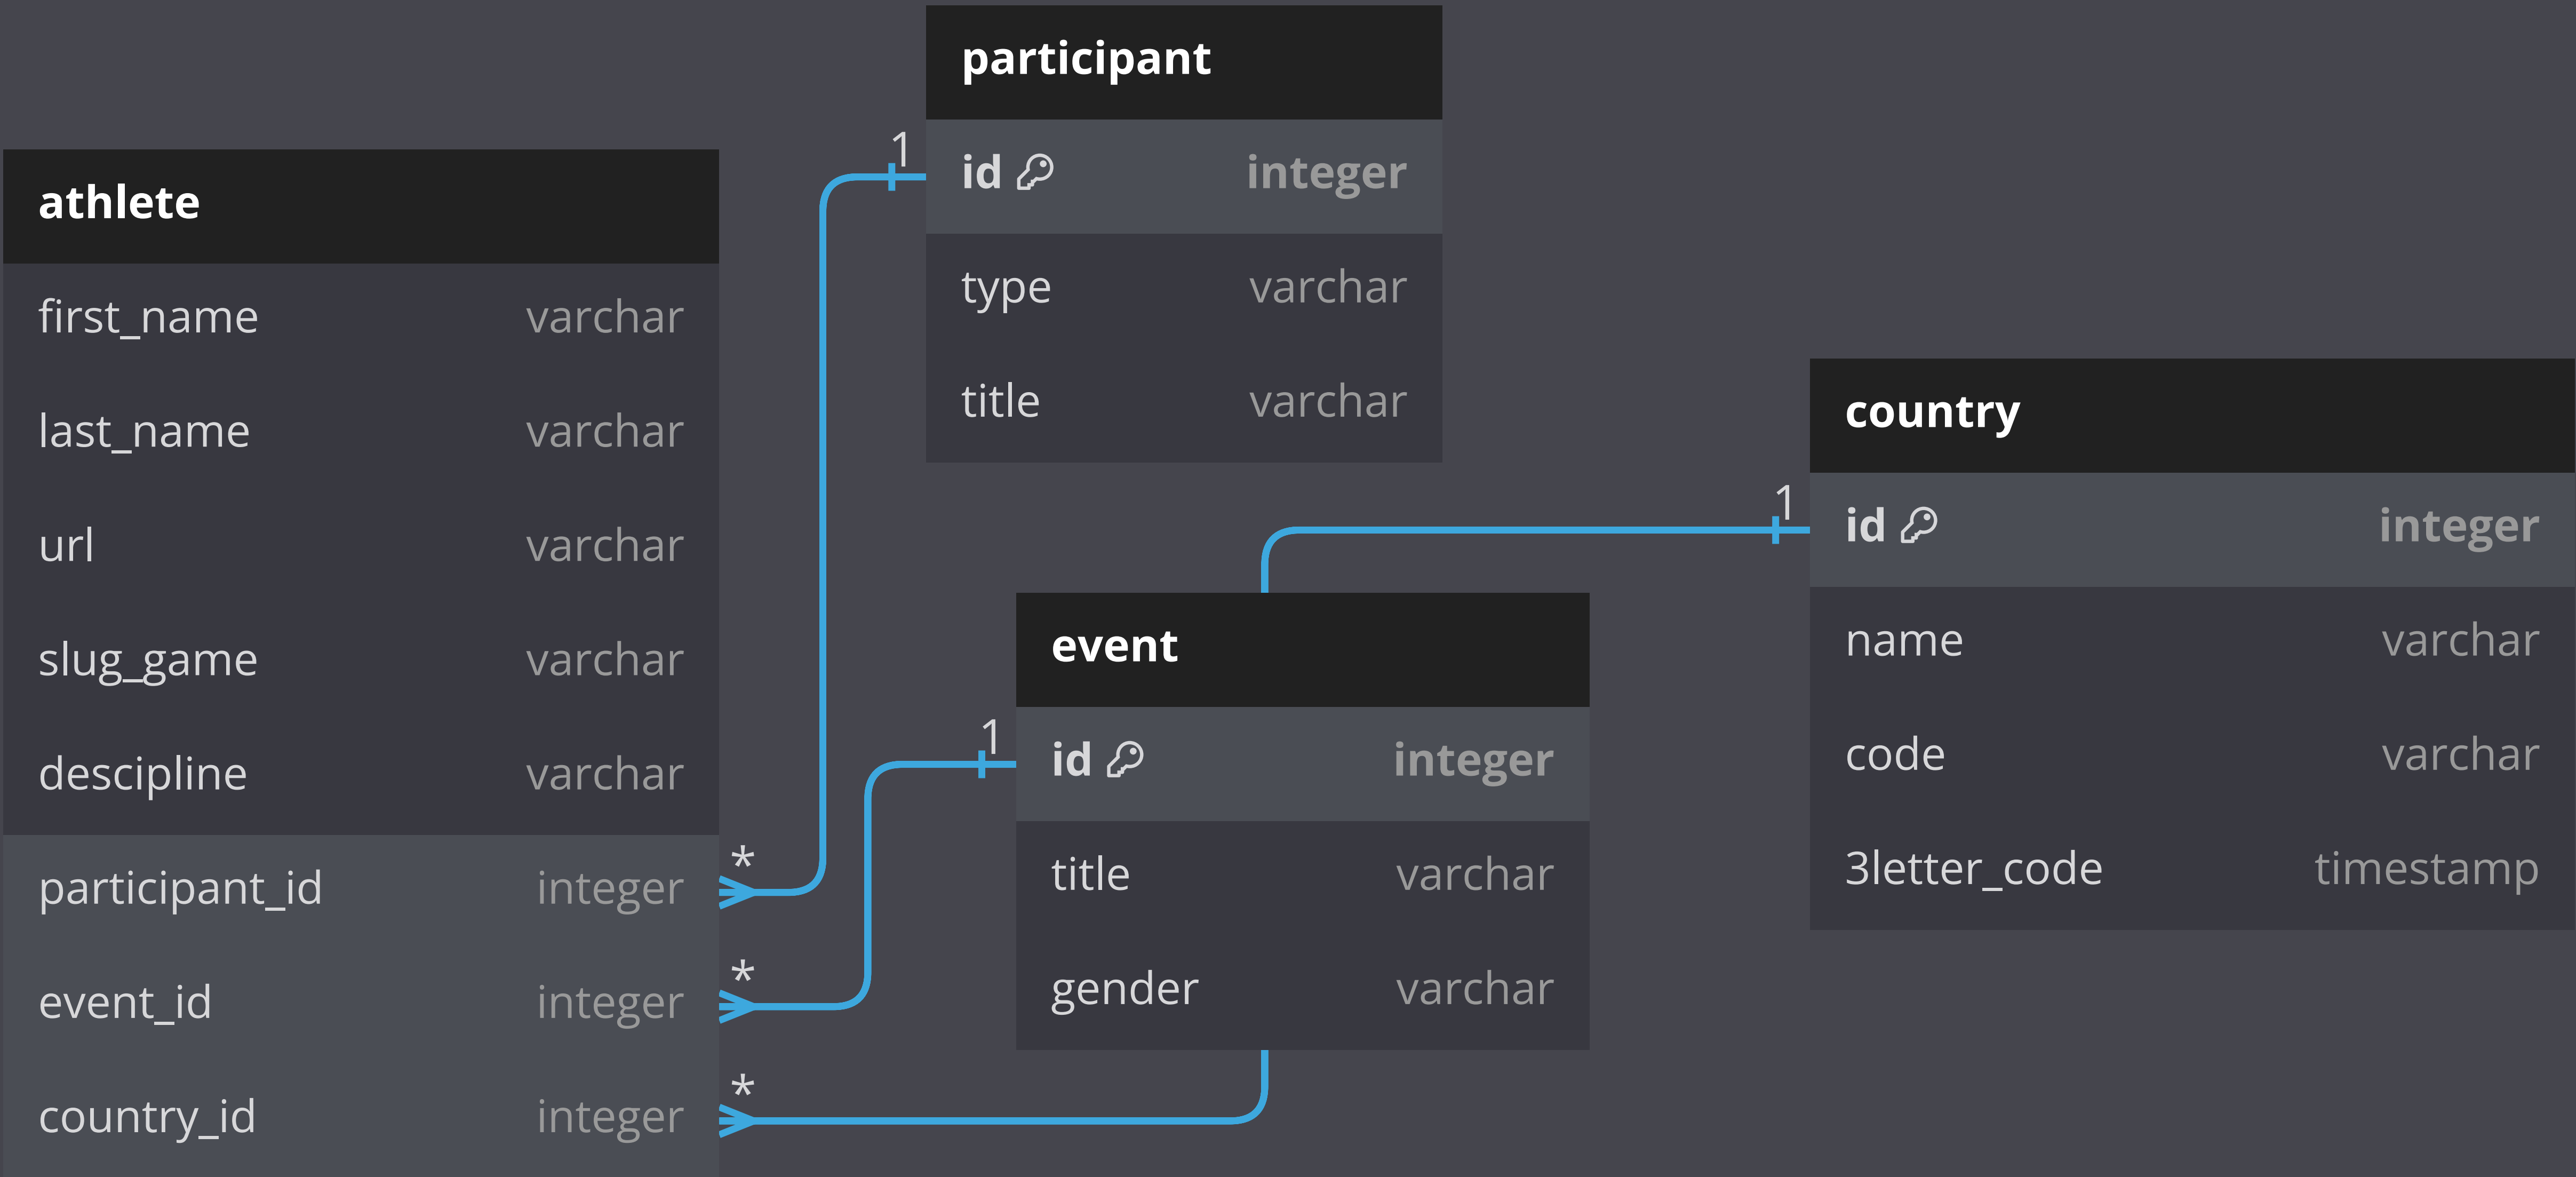 athlete
first_name varchar
last_name varchar
url varchar
slug_game varchar
descipline varchar
participant_id integer
event_id integer
country_id integer
*
*
*
participant
1
id integer
type varchar
title varchar
event
1
id integer
title varchar
gender varchar
country
1
id integer
name varchar
code varchar
3letter_code timestamp